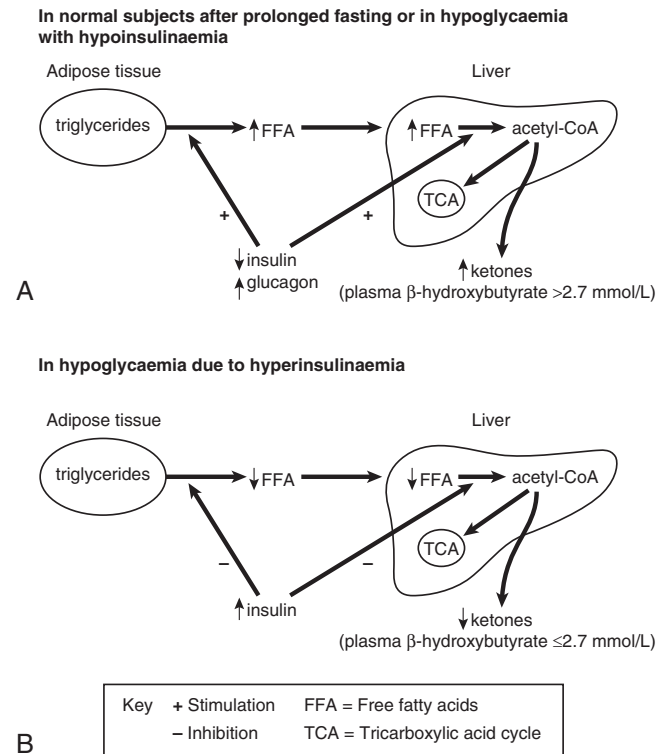 In normal subjects after prolonged fasting or in hypoglycaemia
with hypoinsulinaemia
Adipose tissue
Liver
triglycerides
↑FFA
↑FFA
acetyl-CoA
TCA
+
+
↓insulin
↑glucagon
↑ketones
(plasma β-hydroxybutyrate >2.7 mmol/L)
A
In hypoglycaemia due to hyperinsulinaemia
Adipose tissue
Liver
triglycerides
↓FFA
↓FFA
acetyl-CoA
TCA
–
–
↑insulin
↓ketones
(plasma β-hydroxybutyrate ≤2.7 mmol/L)
Key + Stimulation FFA = Free fatty acids
– Inhibition TCA = Tricarboxylic acid cycle
B